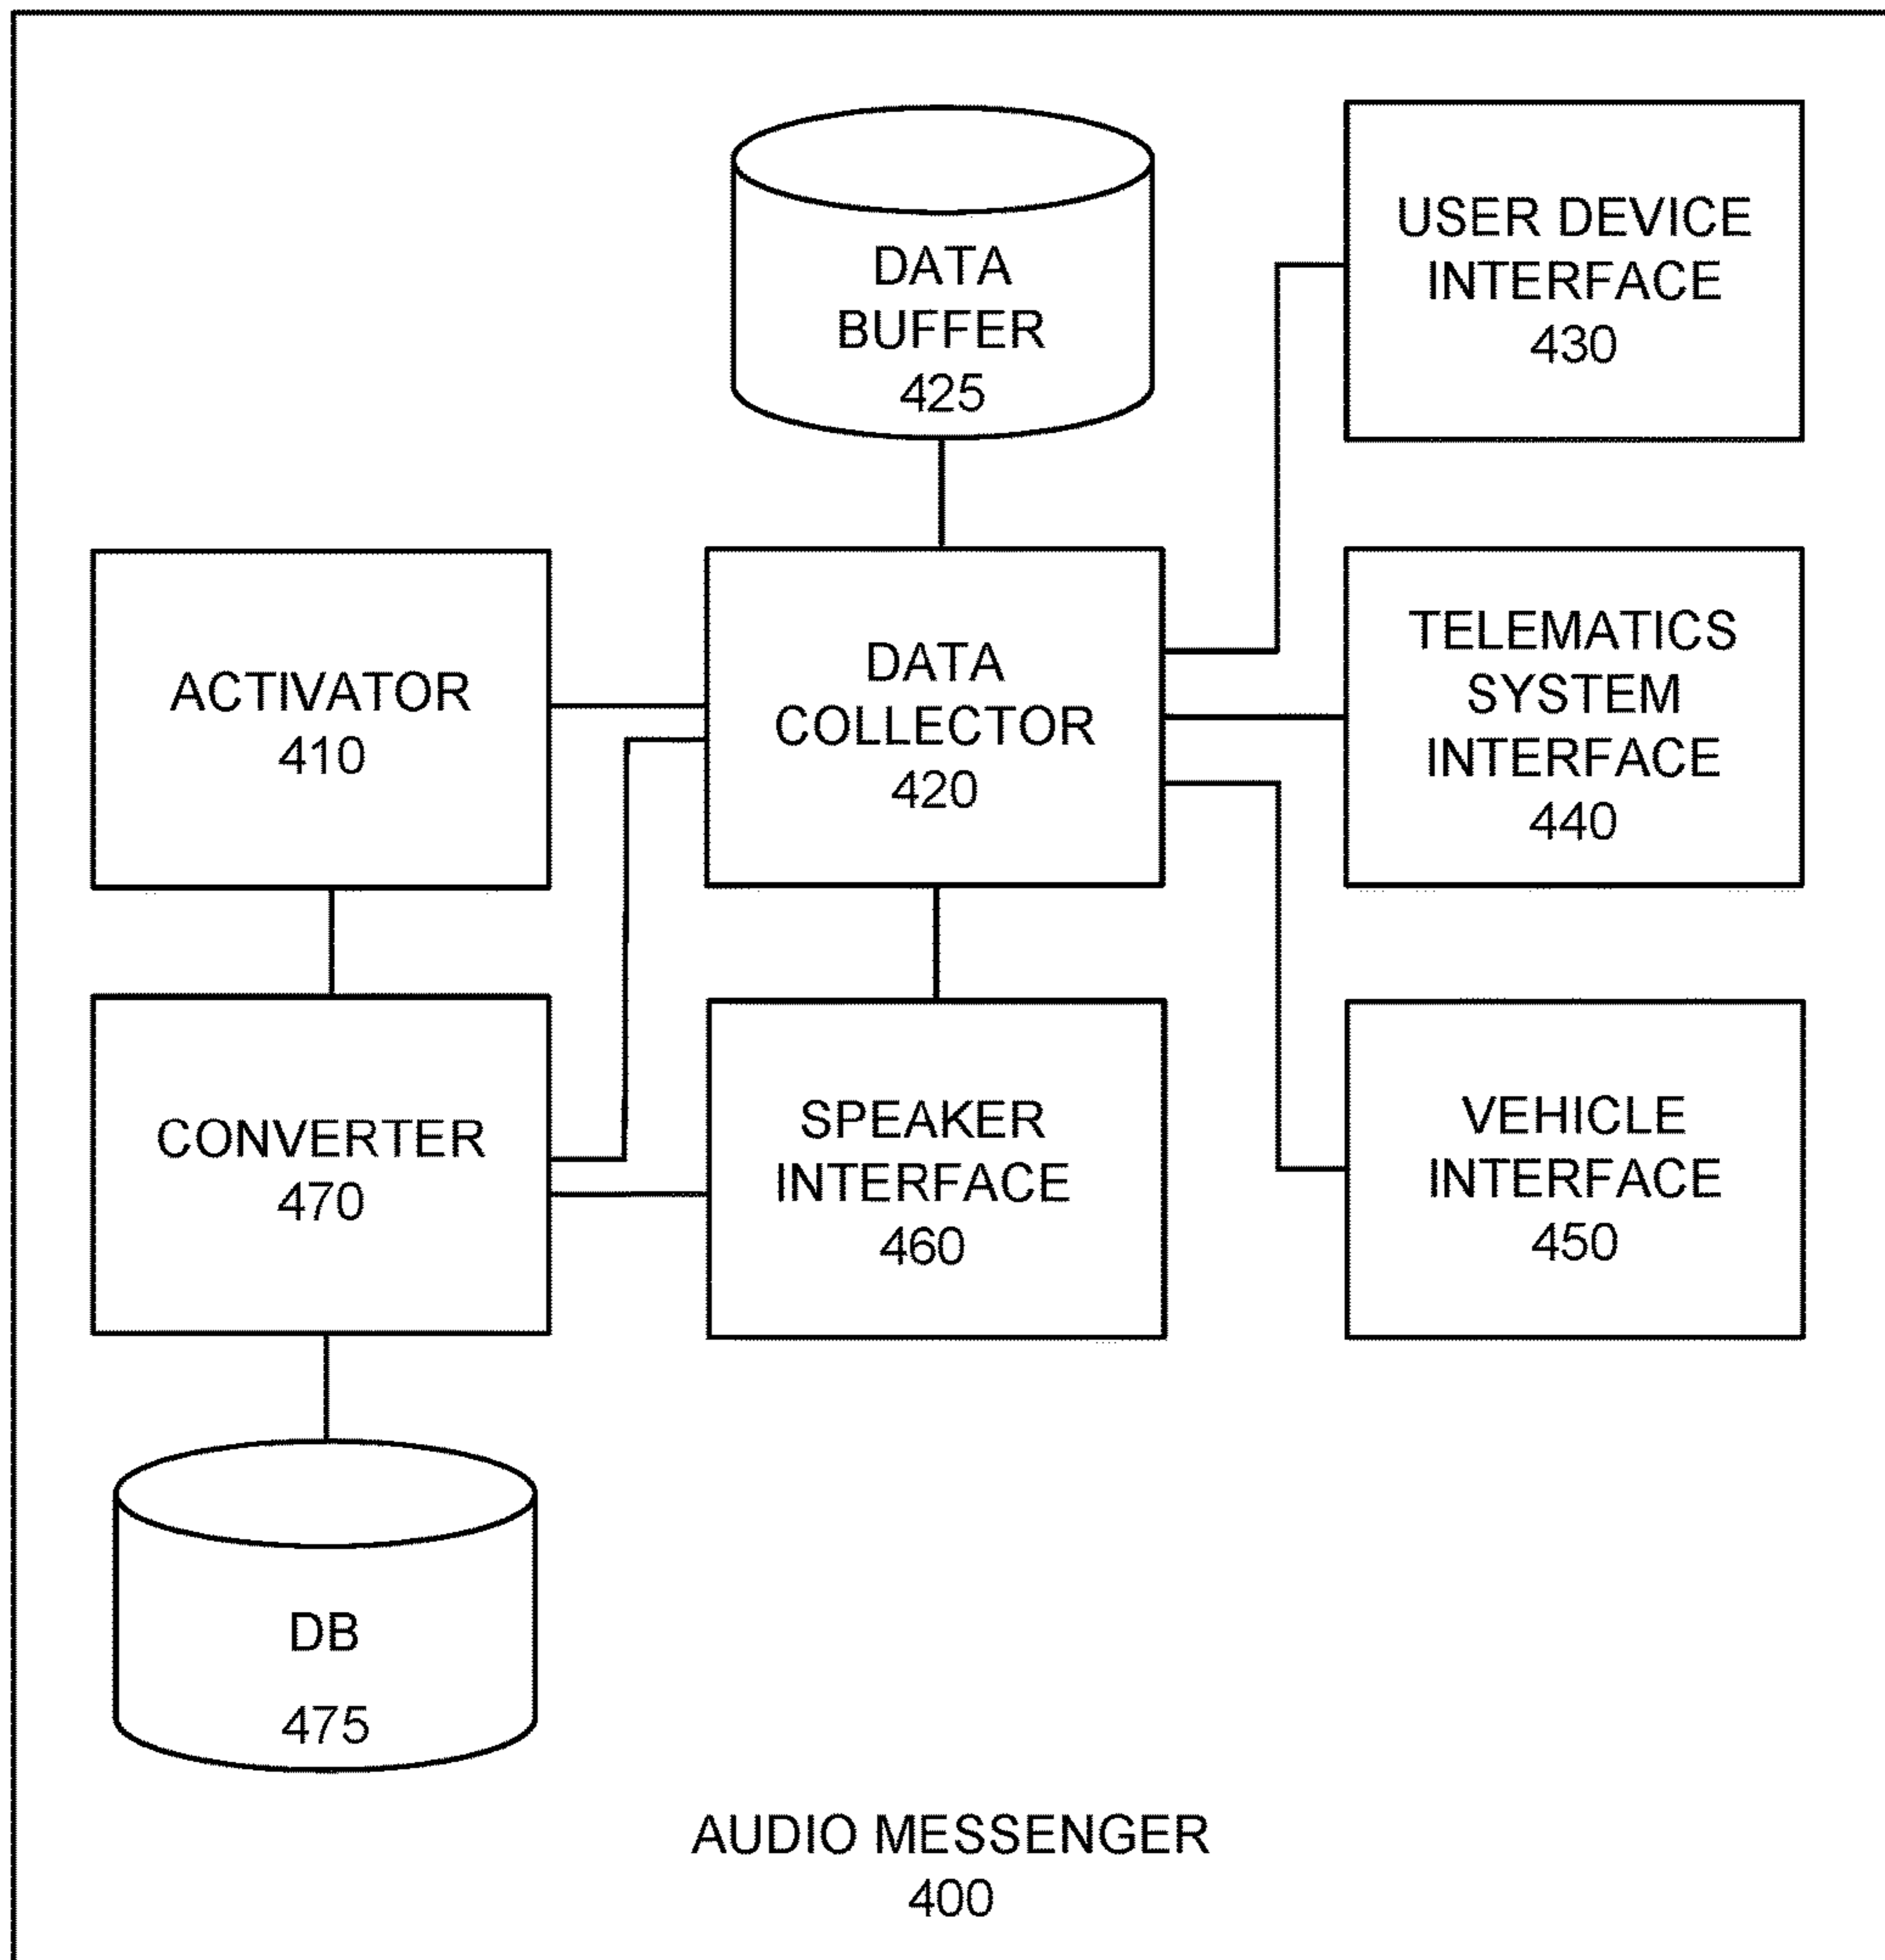 DATA
BUFFER
425
USER DEVICE
INTERFACE
430
ACTIVATOR
410
DATA
COLLECTOR
420
TELEMATICS
SYSTEM
INTERFACE
440
CONVERTER
470
SPEAKER
INTERFACE
460
VEHICLE
INTERFACE
450
DB
475
AUDIO MESSENGER
400